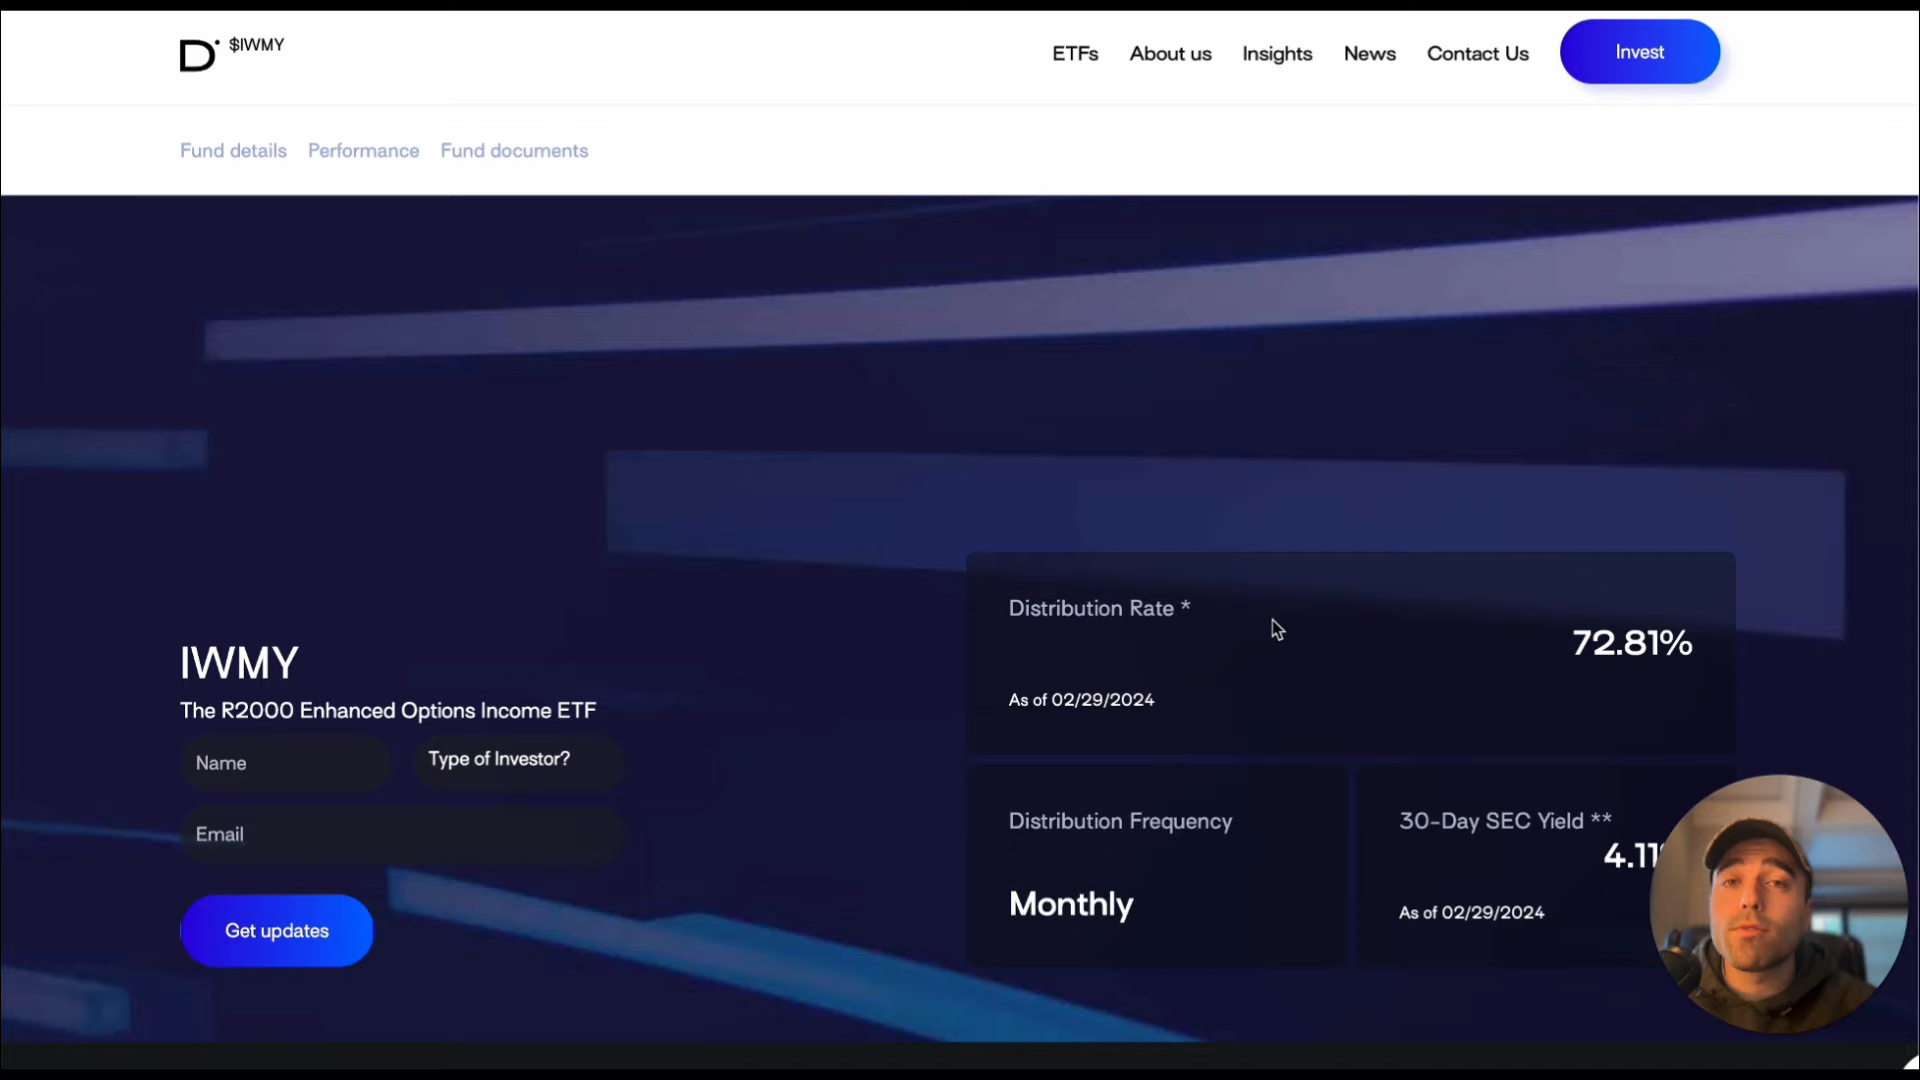 D $IWMY
ETFs About us Insights News Contact Us Invest
Fund details Performance Fund documents
IWMY
The R2000 Enhanced Options Income ETF
Name Type of Investor?
Email
Get updates
Distribution Rate *
72.81%
As of 02/29/2024
Distribution Frequency
Monthly
30-Day SEC Yield **
4.11
As of 02/29/2024